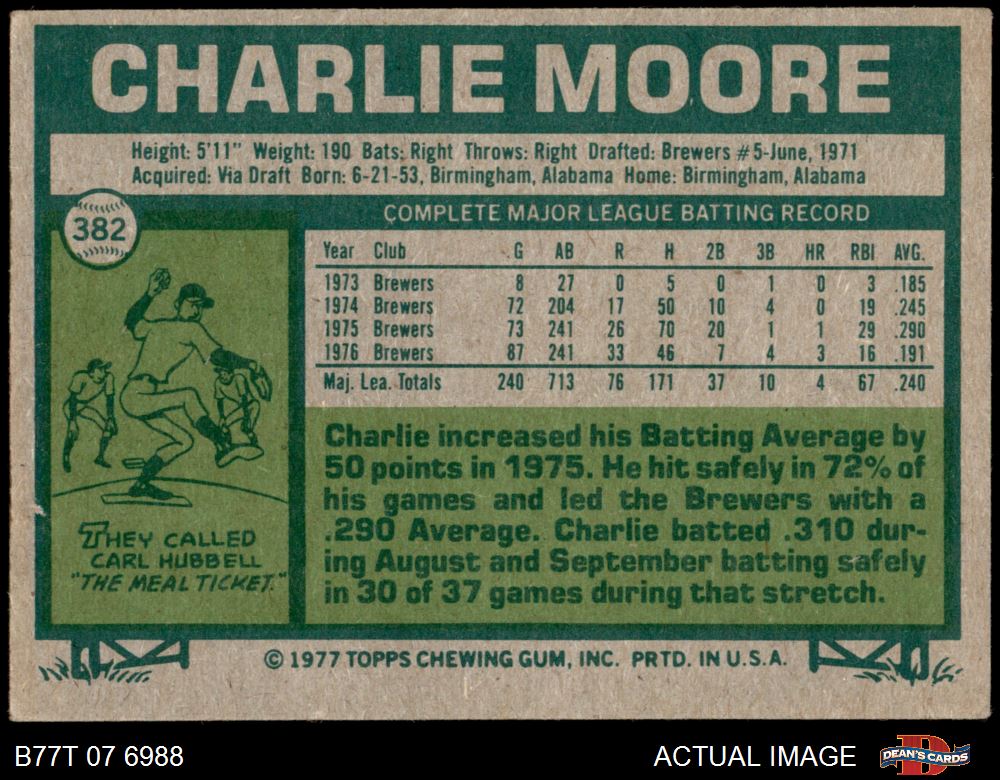 CHARLIE MOORE
Height: 5'11" Weight: 190 Bats: Right Throws: Right Drafted: Brewers #5-June, 1971
Acquired: Via Draft Born: 6-21-53, Birmingham, Alabama Home: Birmingham, Alabama
382
COMPLETE MAJOR LEAGUE BATTING RECORD
Year Club G AB R H 2B 3B HR RBI AVG.
1973 Brewers 8 27 0 5 0 1 0 3 .185
1974 Brewers 72 204 17 50 10 4 0 19 .245
1975 Brewers 73 241 26 70 20 1 1 29 .290
1976 Brewers 87 241 33 46 7 4 3 16 .191
Maj. Lea. Totals 240 713 76 171 37 10 4 67 .240
Charlie increased his Batting Average by
50 points in 1975. He hit safely in 72% of
his games and led the Brewers with a
.290 Average. Charlie batted .310 dur-
ing August and September batting safely
in 30 of 37 games during that stretch.
THEY CALLED
CARL HUBBELL
"THE MEAL TICKET."
© 1977 TOPPS CHEWING GUM, INC. PRTD. IN U.S.A.
B77T 07 6988
ACTUAL IMAGE
D
DEAN'S CARDS